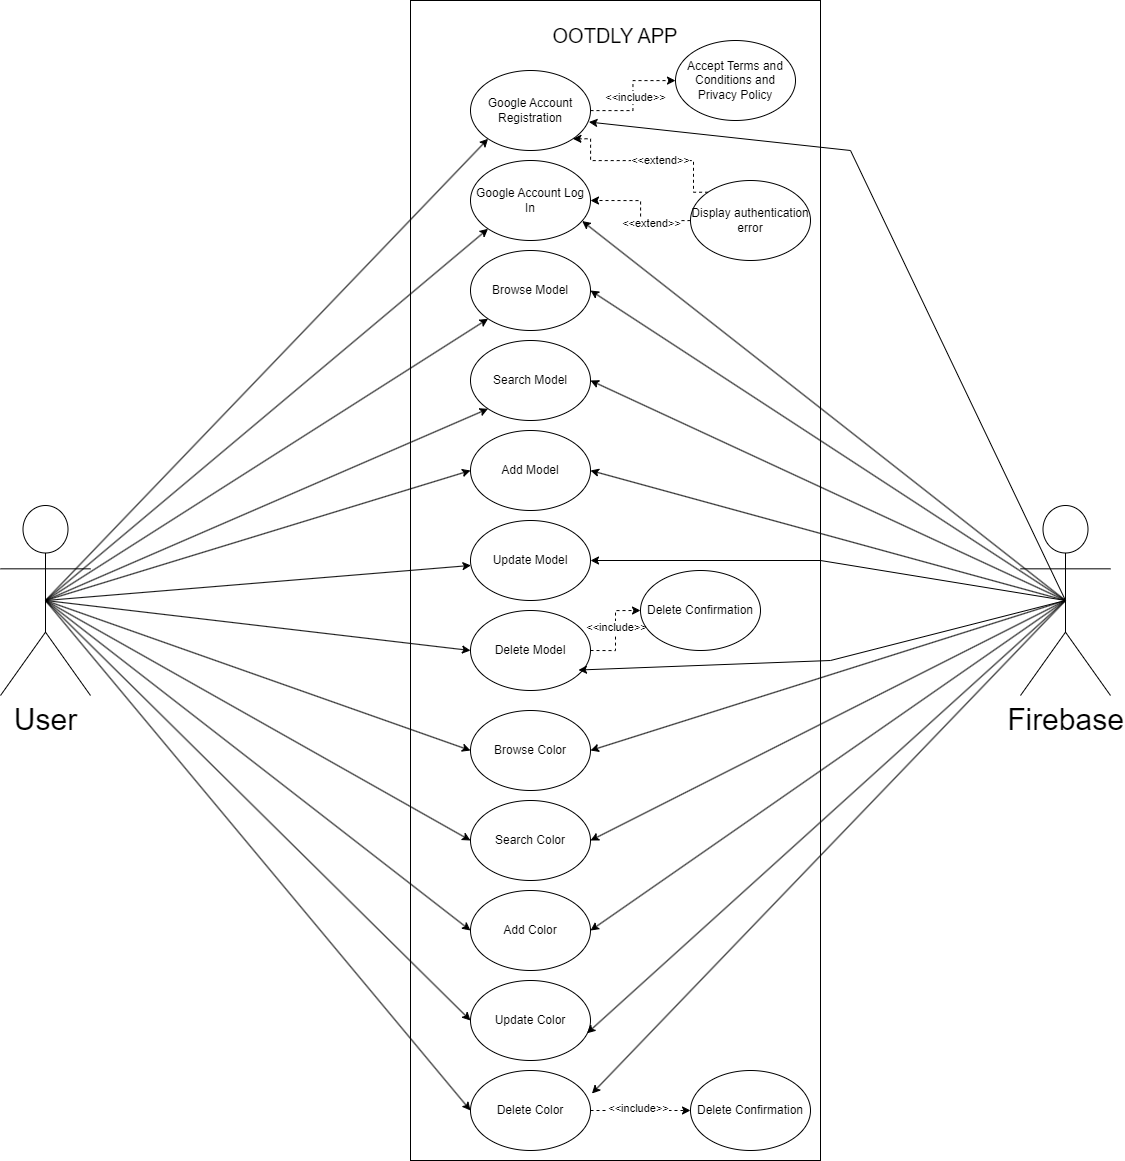 OOTDLY APP
Accept Terms and
Conditions and
Privacy Policy
Google Account
Registration
<<include>>
<<extend>>
Google Account Log
In
<<extend>>
Display authentication
error
Browse Model
Search Model
Add Model
Update Model
Delete Confirmation
<<include>>
Delete Model
User
Firebase
Browse Color
Search Color
Add Color
Update Color
Delete Color
<<include>>
Delete Confirmation